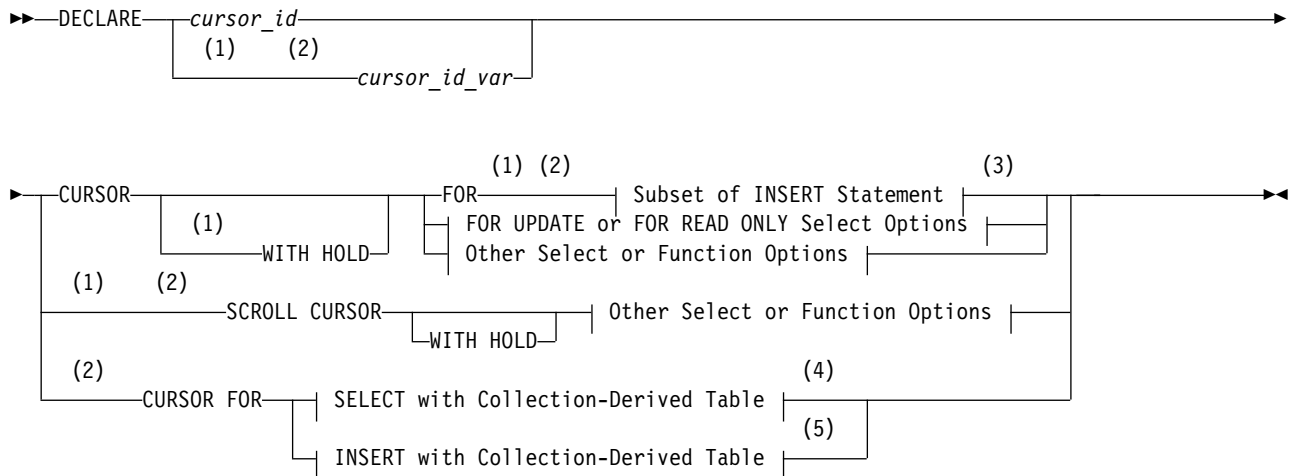 DECLARE cursor_id
(1) (2)
cursor_id_var
(1) (2) (3)
CURSOR FOR Subset of INSERT Statement
(1) FOR UPDATE or FOR READ ONLY Select Options
WITH HOLD Other Select or Function Options
(1) (2)
SCROLL CURSOR Other Select or Function Options
WITH HOLD
(2) (4)
CURSOR FOR SELECT with Collection-Derived Table
(5)
INSERT with Collection-Derived Table